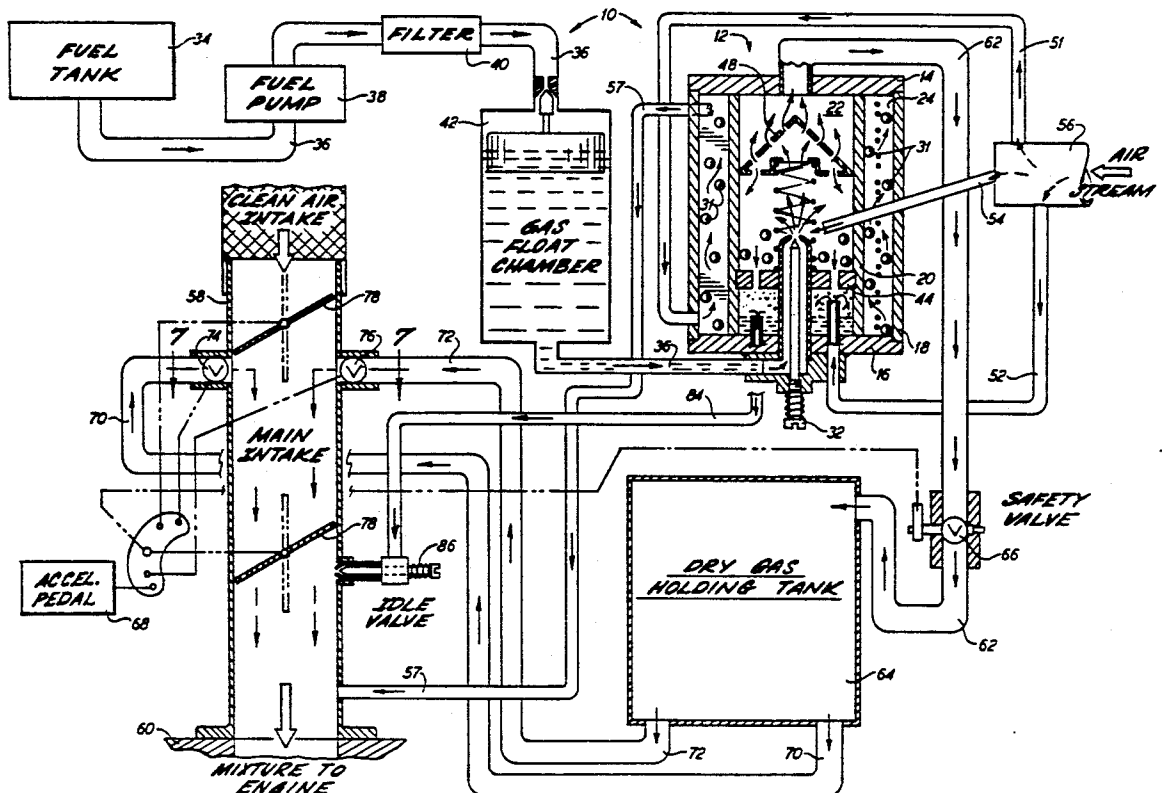 FUEL
TANK
34
FUEL
PUMP
38
36
FILTER
40
36
10
12
62
51
14
48
22
24
57
42
31
56
AIR
STREAM
31
54
GAS
FLOAT
CHAMBER
20
44
18
16
52
36
32
CLEAN AIR
INTAKE
58
78
7
74
76
7
72
70
84
MAIN
INTAKE
78
86
IDLE
VALVE
ACCEL.
PEDAL
68
SAFETY
VALVE
66
DRY GAS
HOLDING TANK
62
57
64
60
72
70
MIXTURE TO
ENGINE